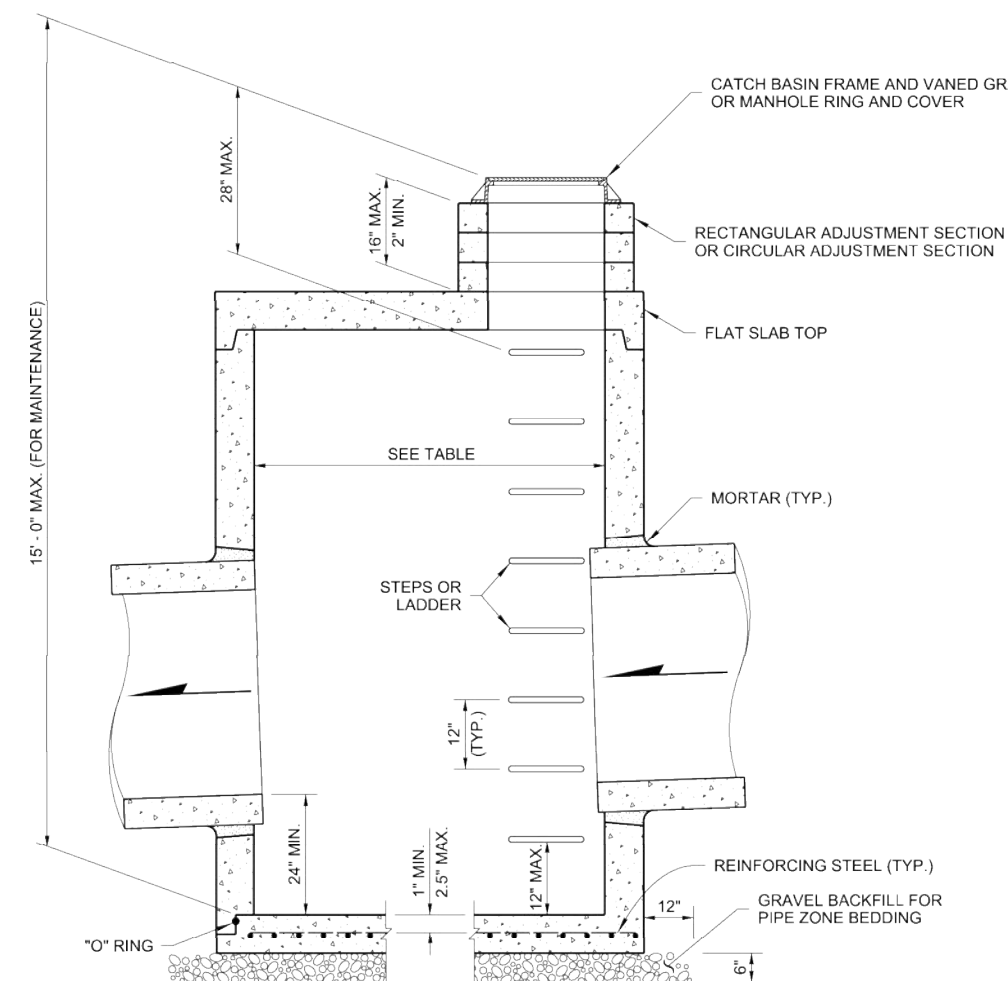 CATCH BASIN FRAME AND VANED GR
OR MANHOLE RING AND COVER
28" MAX.
16" MAX.
2" MIN.
RECTANGULAR ADJUSTMENT SECTION
OR CIRCULAR ADJUSTMENT SECTION
FLAT SLAB TOP
15' - 0" MAX. (FOR MAINTENANCE)
SEE TABLE
MORTAR (TYP.)
STEPS OR
LADDER
12"
(TYP.)
24" MIN.
1" MIN.
2.5" MAX.
12" MAX.
REINFORCING STEEL (TYP.)
12"
GRAVEL BACKFILL FOR
PIPE ZONE BEDDING
"O" RING
6"